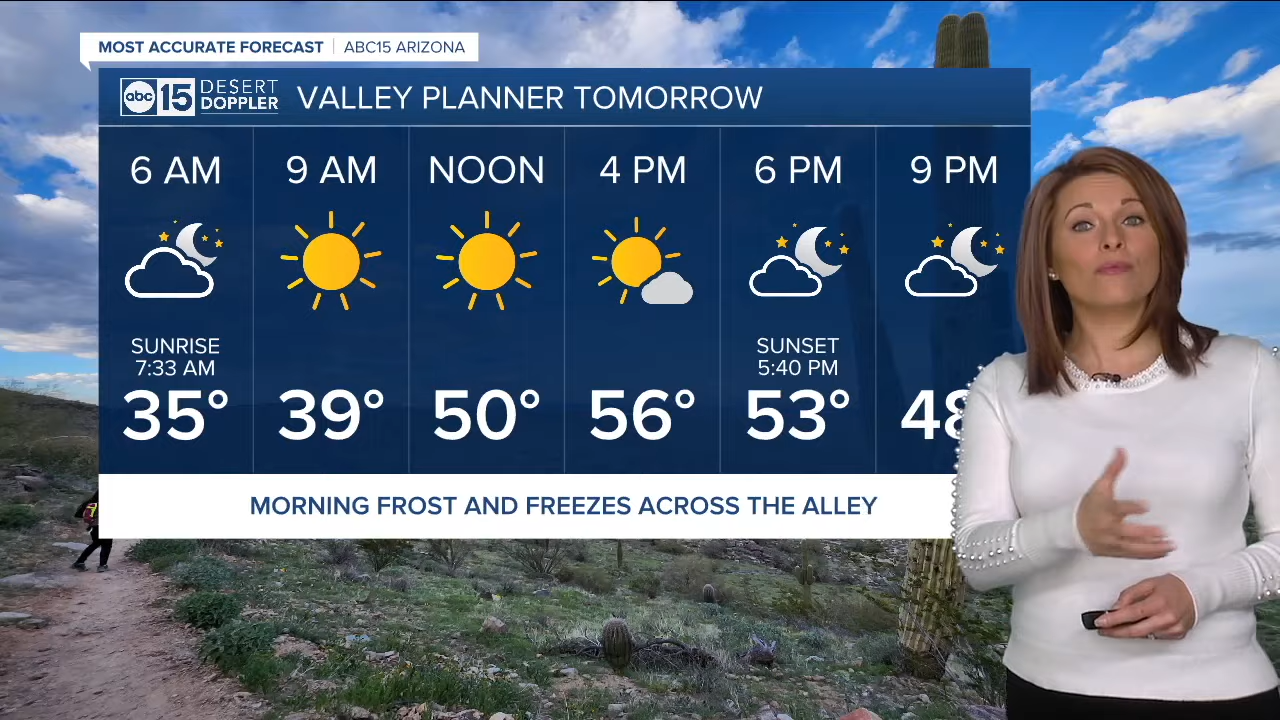 MOST ACCURATE FORECAST | ABC15 ARIZONA
abc 15 DESERT DOPPLER VALLEY PLANNER TOMORROW
6 AM 9 AM NOON 4 PM 6 PM 9 PM
SUNRISE SUNSET
7:33 AM 5:40 PM
35° 39° 50° 56° 53° 48
MORNING FROST AND FREEZES ACROSS THE ALLEY